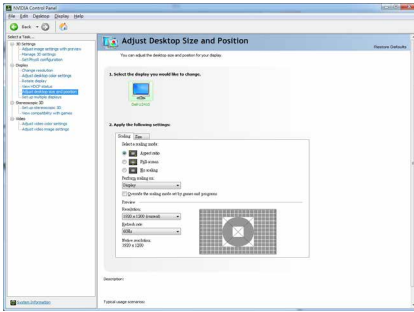 NVIDIA Control Panel
File Edit Desktop Display Help
Back
Select a Task...
3D Settings
Adjust image settings with preview
Manage 3D settings
Set PhysX configuration
Display
Change resolution
Adjust desktop color settings
Rotate display
View HDCP status
Adjust desktop size and position
Set up multiple displays
Stereoscopic 3D
Set up stereoscopic 3D
View compatibility with games
Video
Adjust video color settings
Adjust video image settings
System Information
Adjust Desktop Size and Position
Restore Defaults
You can adjust the desktop size and position for your display.
1. Select the display you would like to change.
2. Apply the following settings:
Scaling
Select a scaling mode:
Aspect ratio
Full screen
No scaling
Perform scaling on:
Display
Override the scaling mode set by games and programs
Preview
Resolution:
1920 x 1200 (native)
Refresh rate:
60Hz
Native resolution:
1920 x 1200
Description:
Typical usage scenarios: